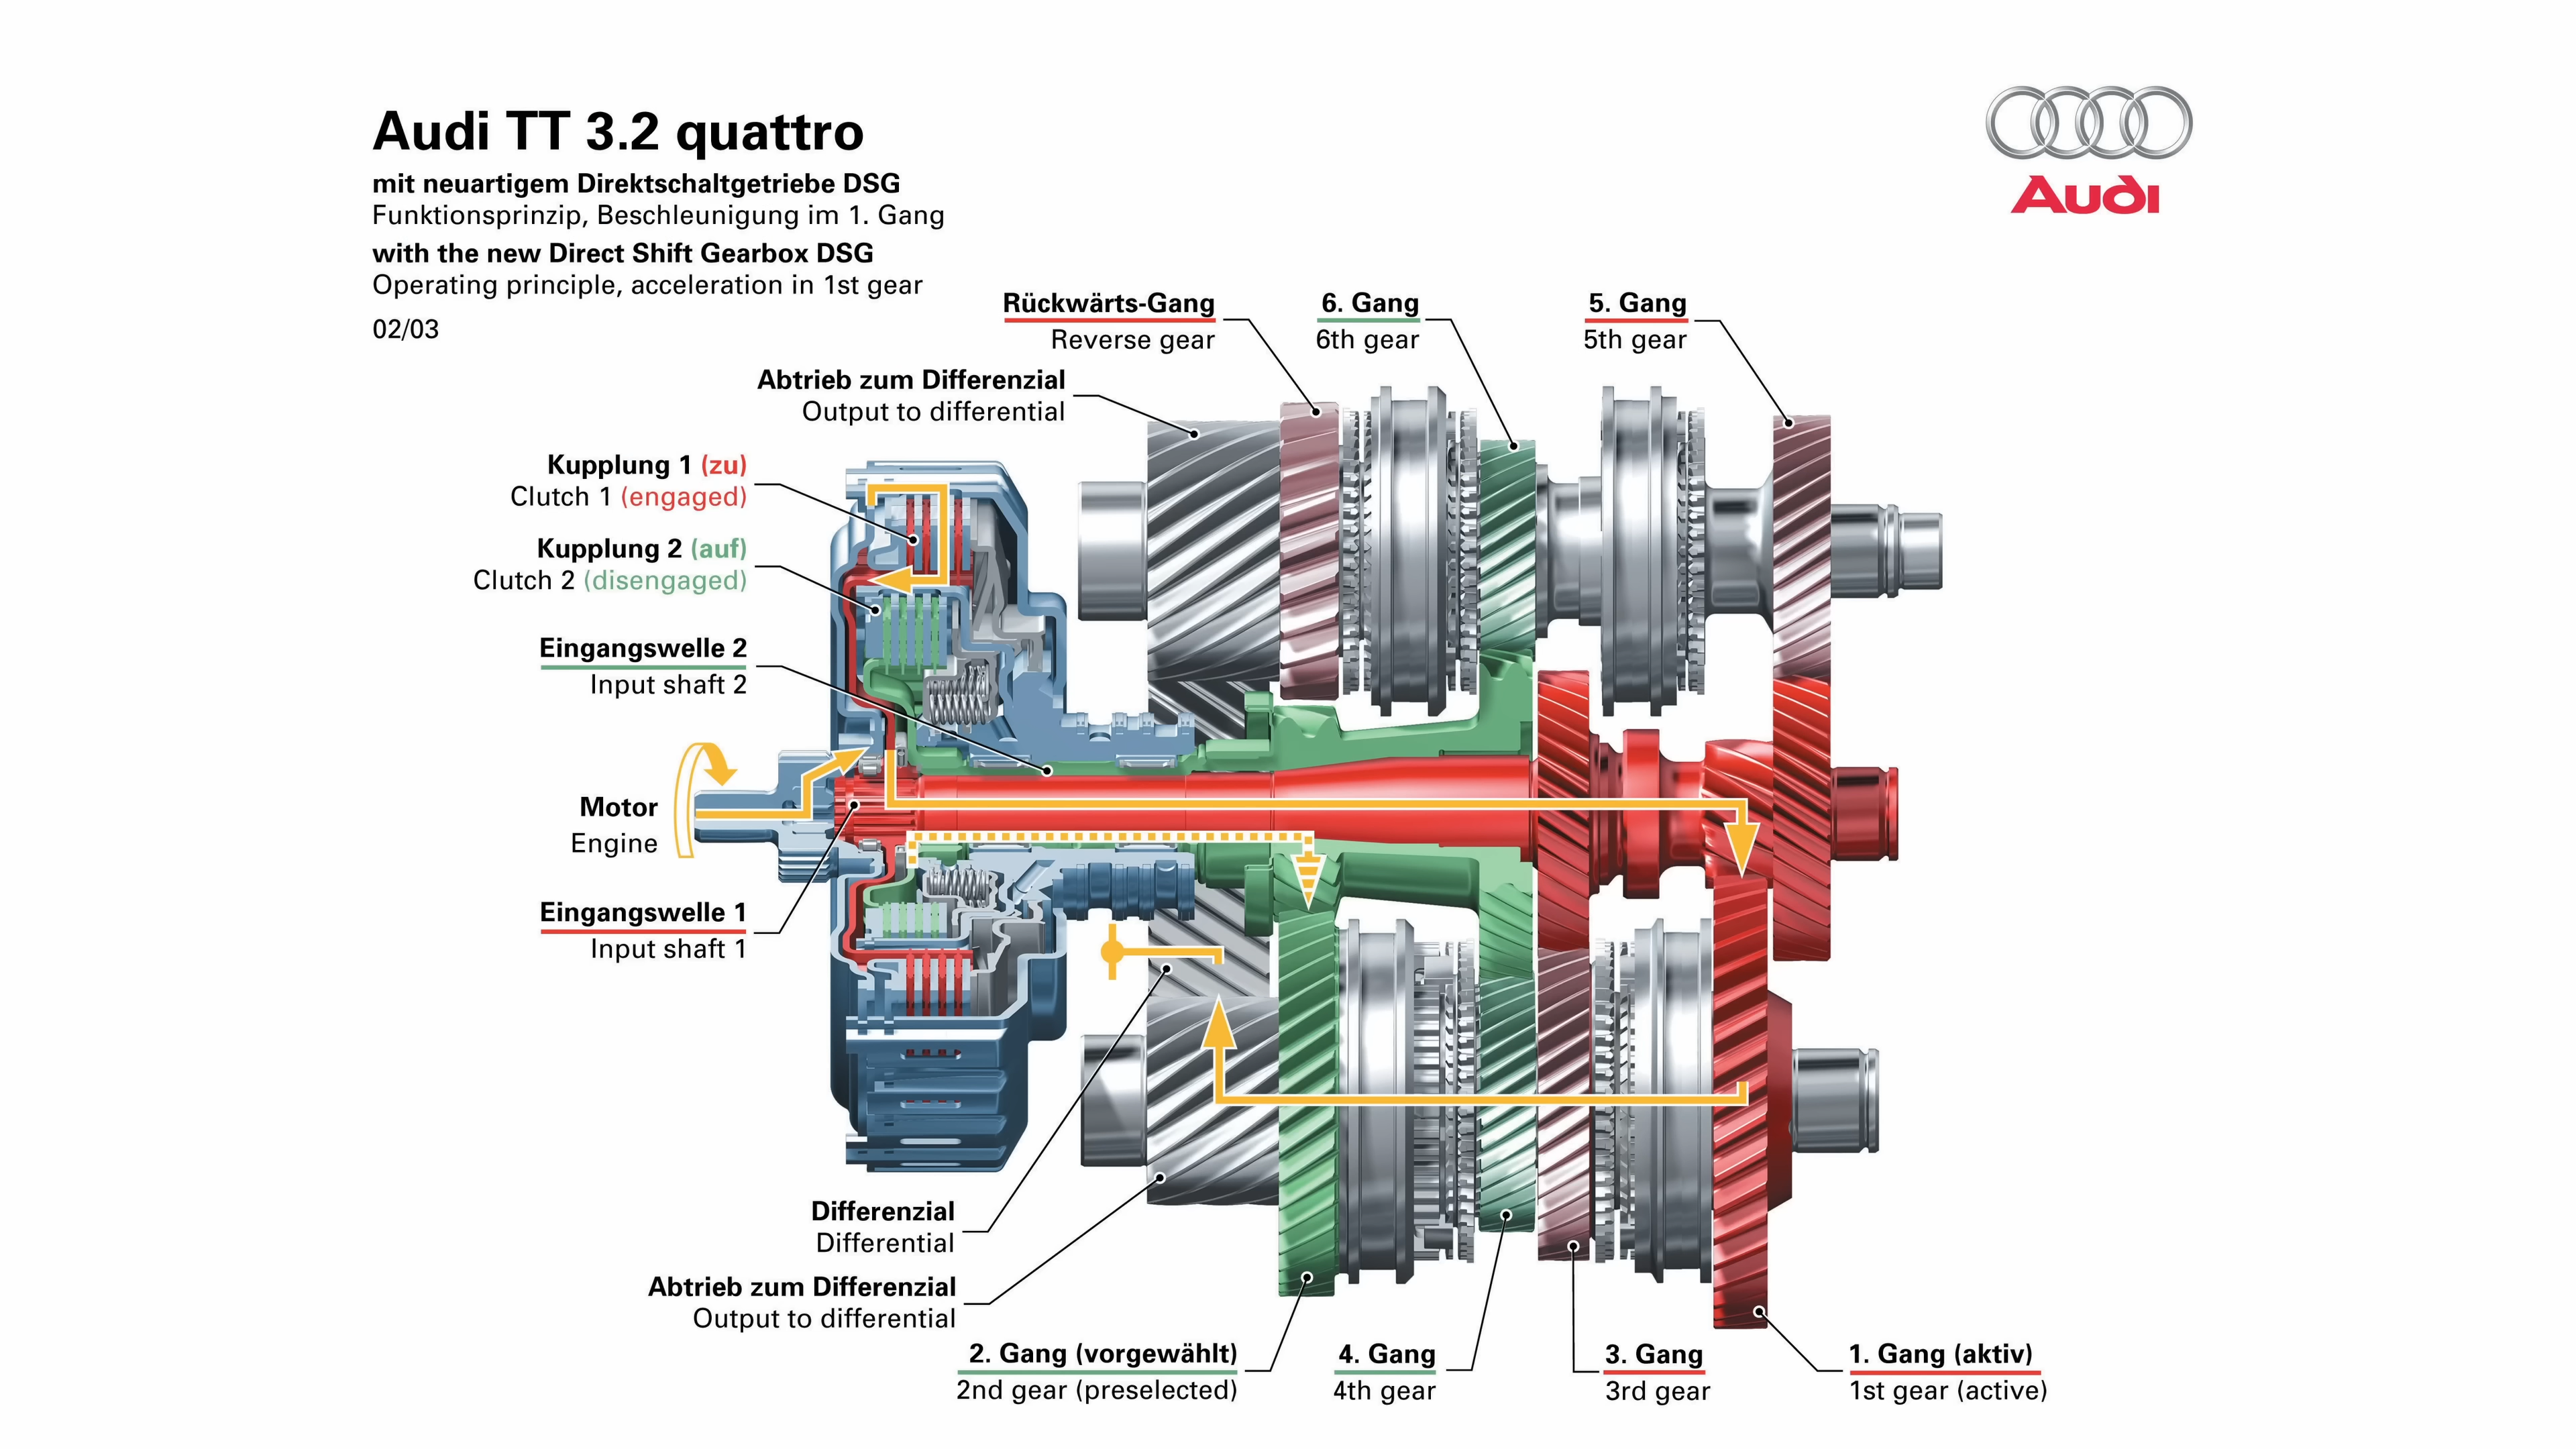 Audi TT 3.2 quattro
mit neuartigem Direktschaltgetriebe DSG
Funktionsprinzip, Beschleunigung im 1. Gang
with the new Direct Shift Gearbox DSG
Operating principle, acceleration in 1st gear
02/03
Audi
Rückwärts-Gang
Reverse gear
6. Gang
6th gear
5. Gang
5th gear
Abtrieb zum Differenzial
Output to differential
Kupplung 1 (zu)
Clutch 1 (engaged)
Kupplung 2 (auf)
Clutch 2 (disengaged)
Eingangswelle 2
Input shaft 2
Motor
Engine
Eingangswelle 1
Input shaft 1
Differenzial
Differential
Abtrieb zum Differenzial
Output to differential
2. Gang (vorgewählt)
2nd gear (preselected)
4. Gang
4th gear
3. Gang
3rd gear
1. Gang (aktiv)
1st gear (active)